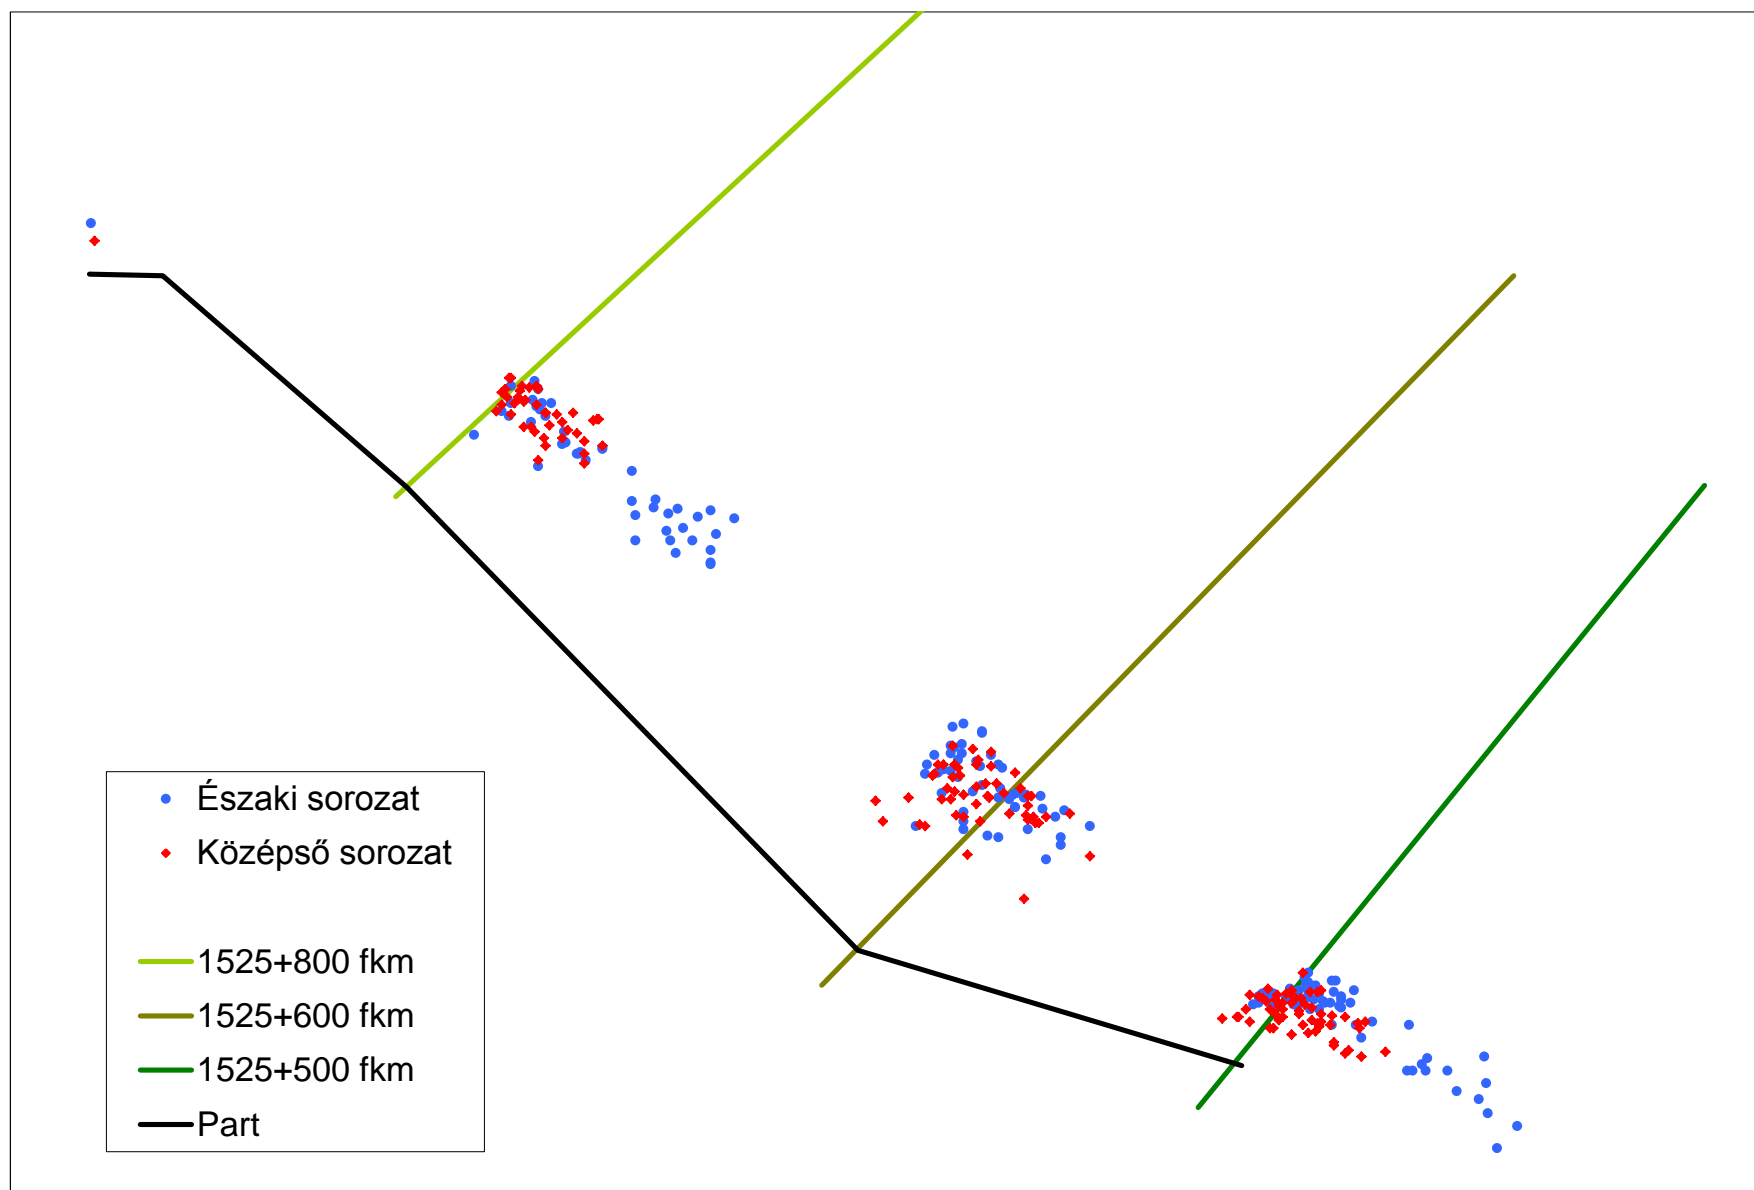 Északi sorozat
Középső sorozat
1525+800 fkm
1525+600 fkm
1525+500 fkm
Part